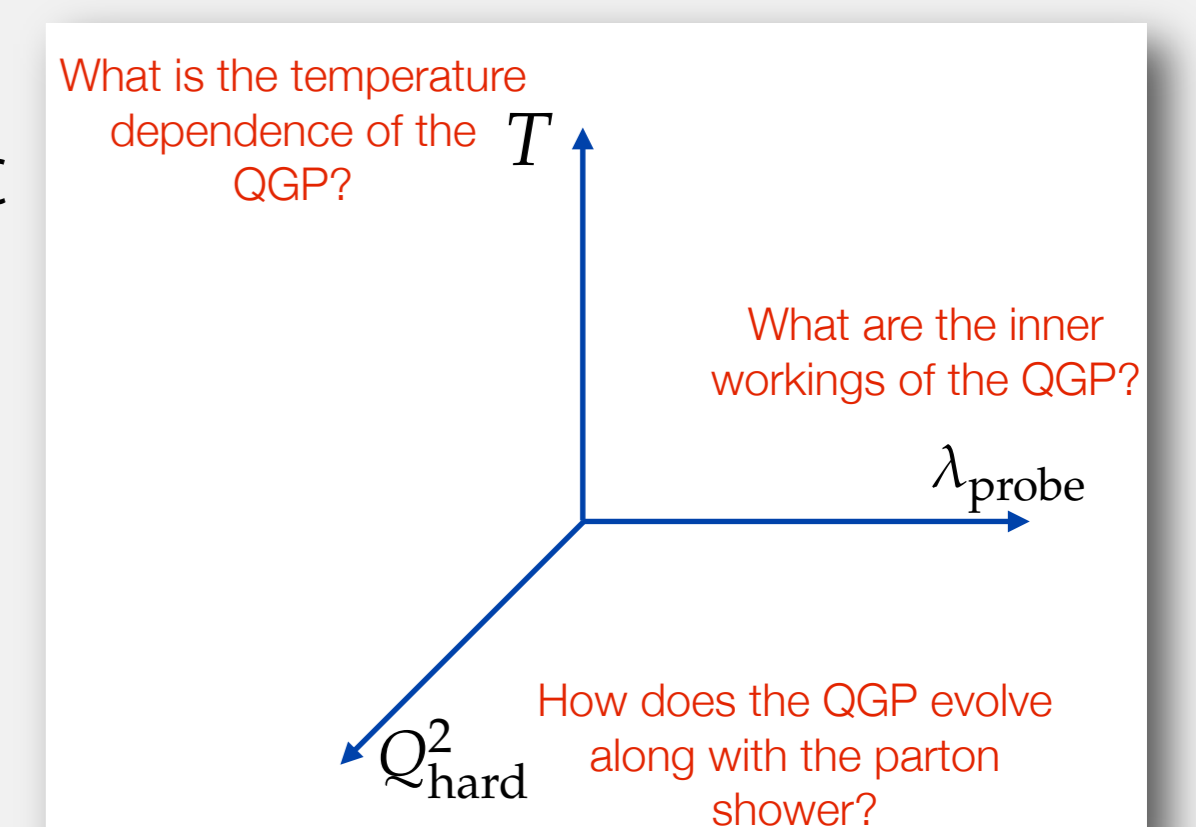 What is the temperature
dependence of the
QGP?
T
What are the inner
workings of the QGP?
λprobe
Q²hard
How does the QGP evolve
along with the parton
shower?